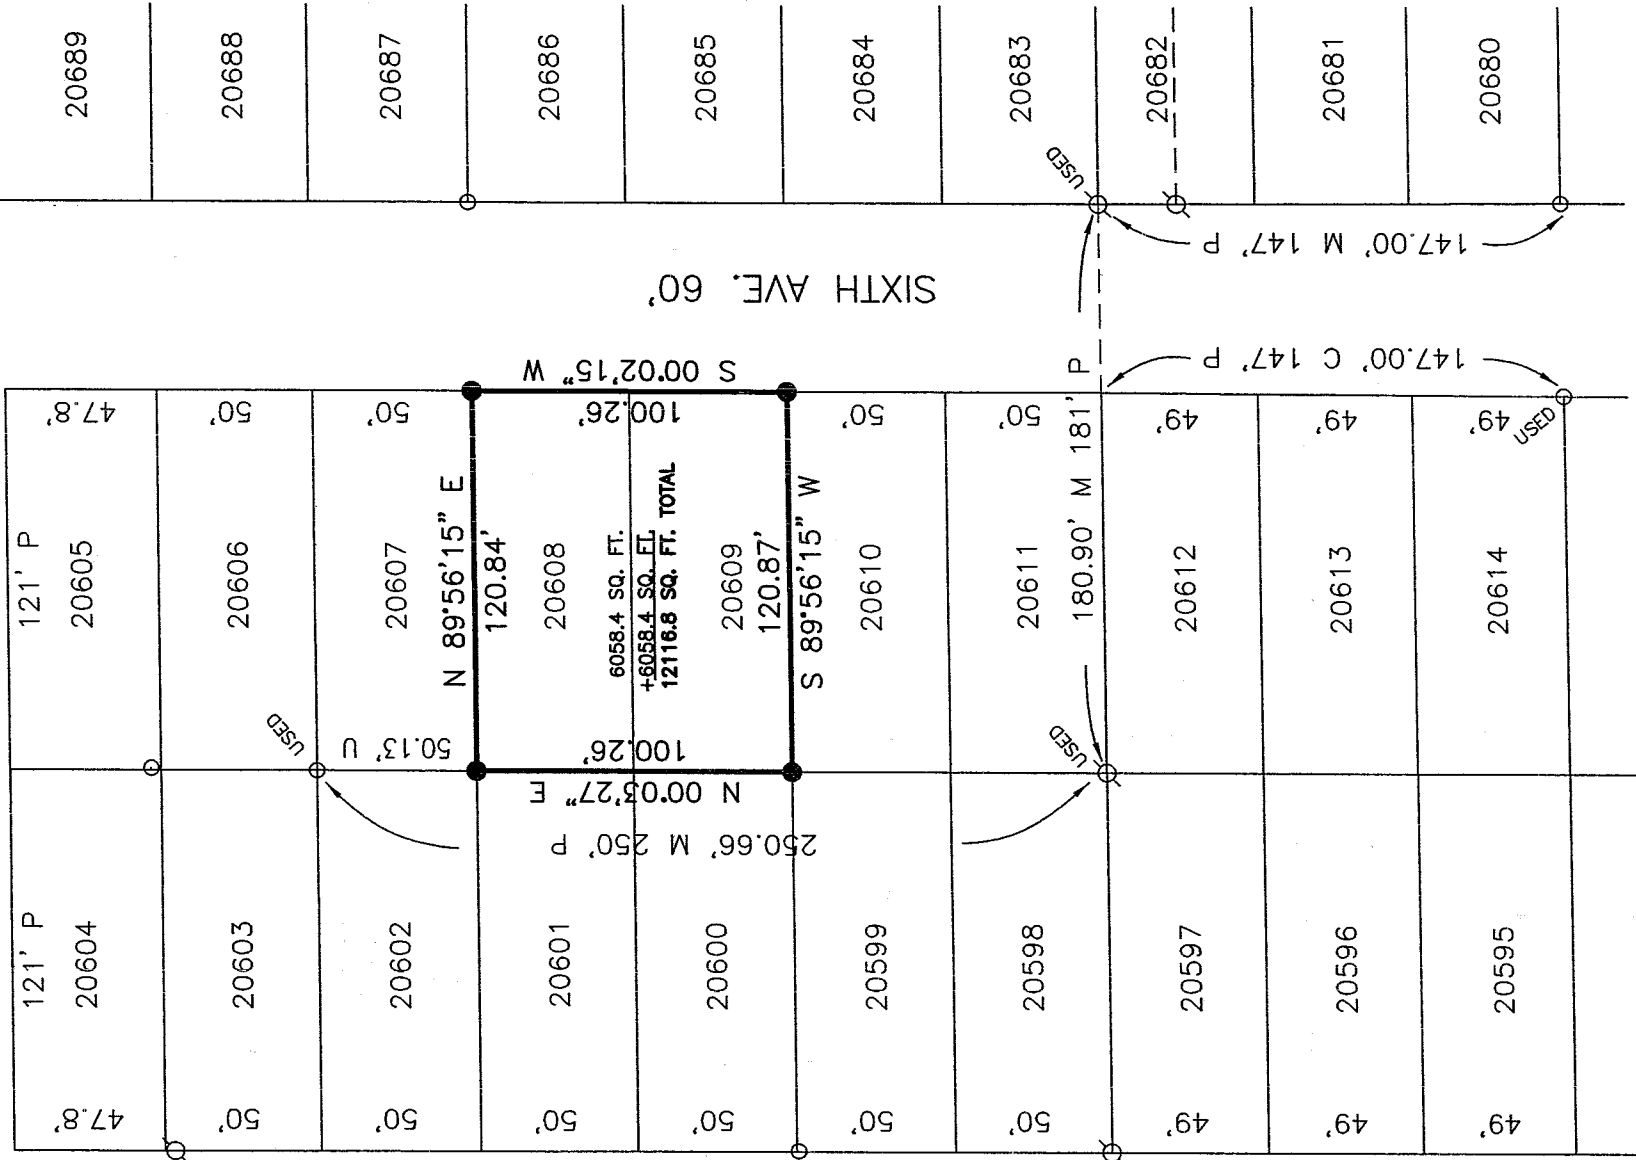 20689
20688
20687
20686
20685
20684
20683
20682
20681
20680
USED
147.00' M 147' P
SIXTH AVE. 60'
147.00' C 147' P
S 00°02'15" W
47.8'
50'
50'
100.26'
50'
50'
49'
49'
49'
USED
121' P
20605
20606
20607
N 89°56'15" E
120.84'
20608
6058.4 SQ. FT.
+6058.4 SQ. FT.
12116.8 SQ. FT. TOTAL
20609
120.87'
S 89°56'15" W
20610
20611
180.90' M 181' P
20612
20613
20614
USED
50.13' U
100.26'
USED
N 00°03'27" E
250.66' M 250' P
121' P
20604
20603
20602
20601
20600
20599
20598
20597
20596
20595
47.8'
50'
50'
50'
50'
50'
50'
49'
49'
49'